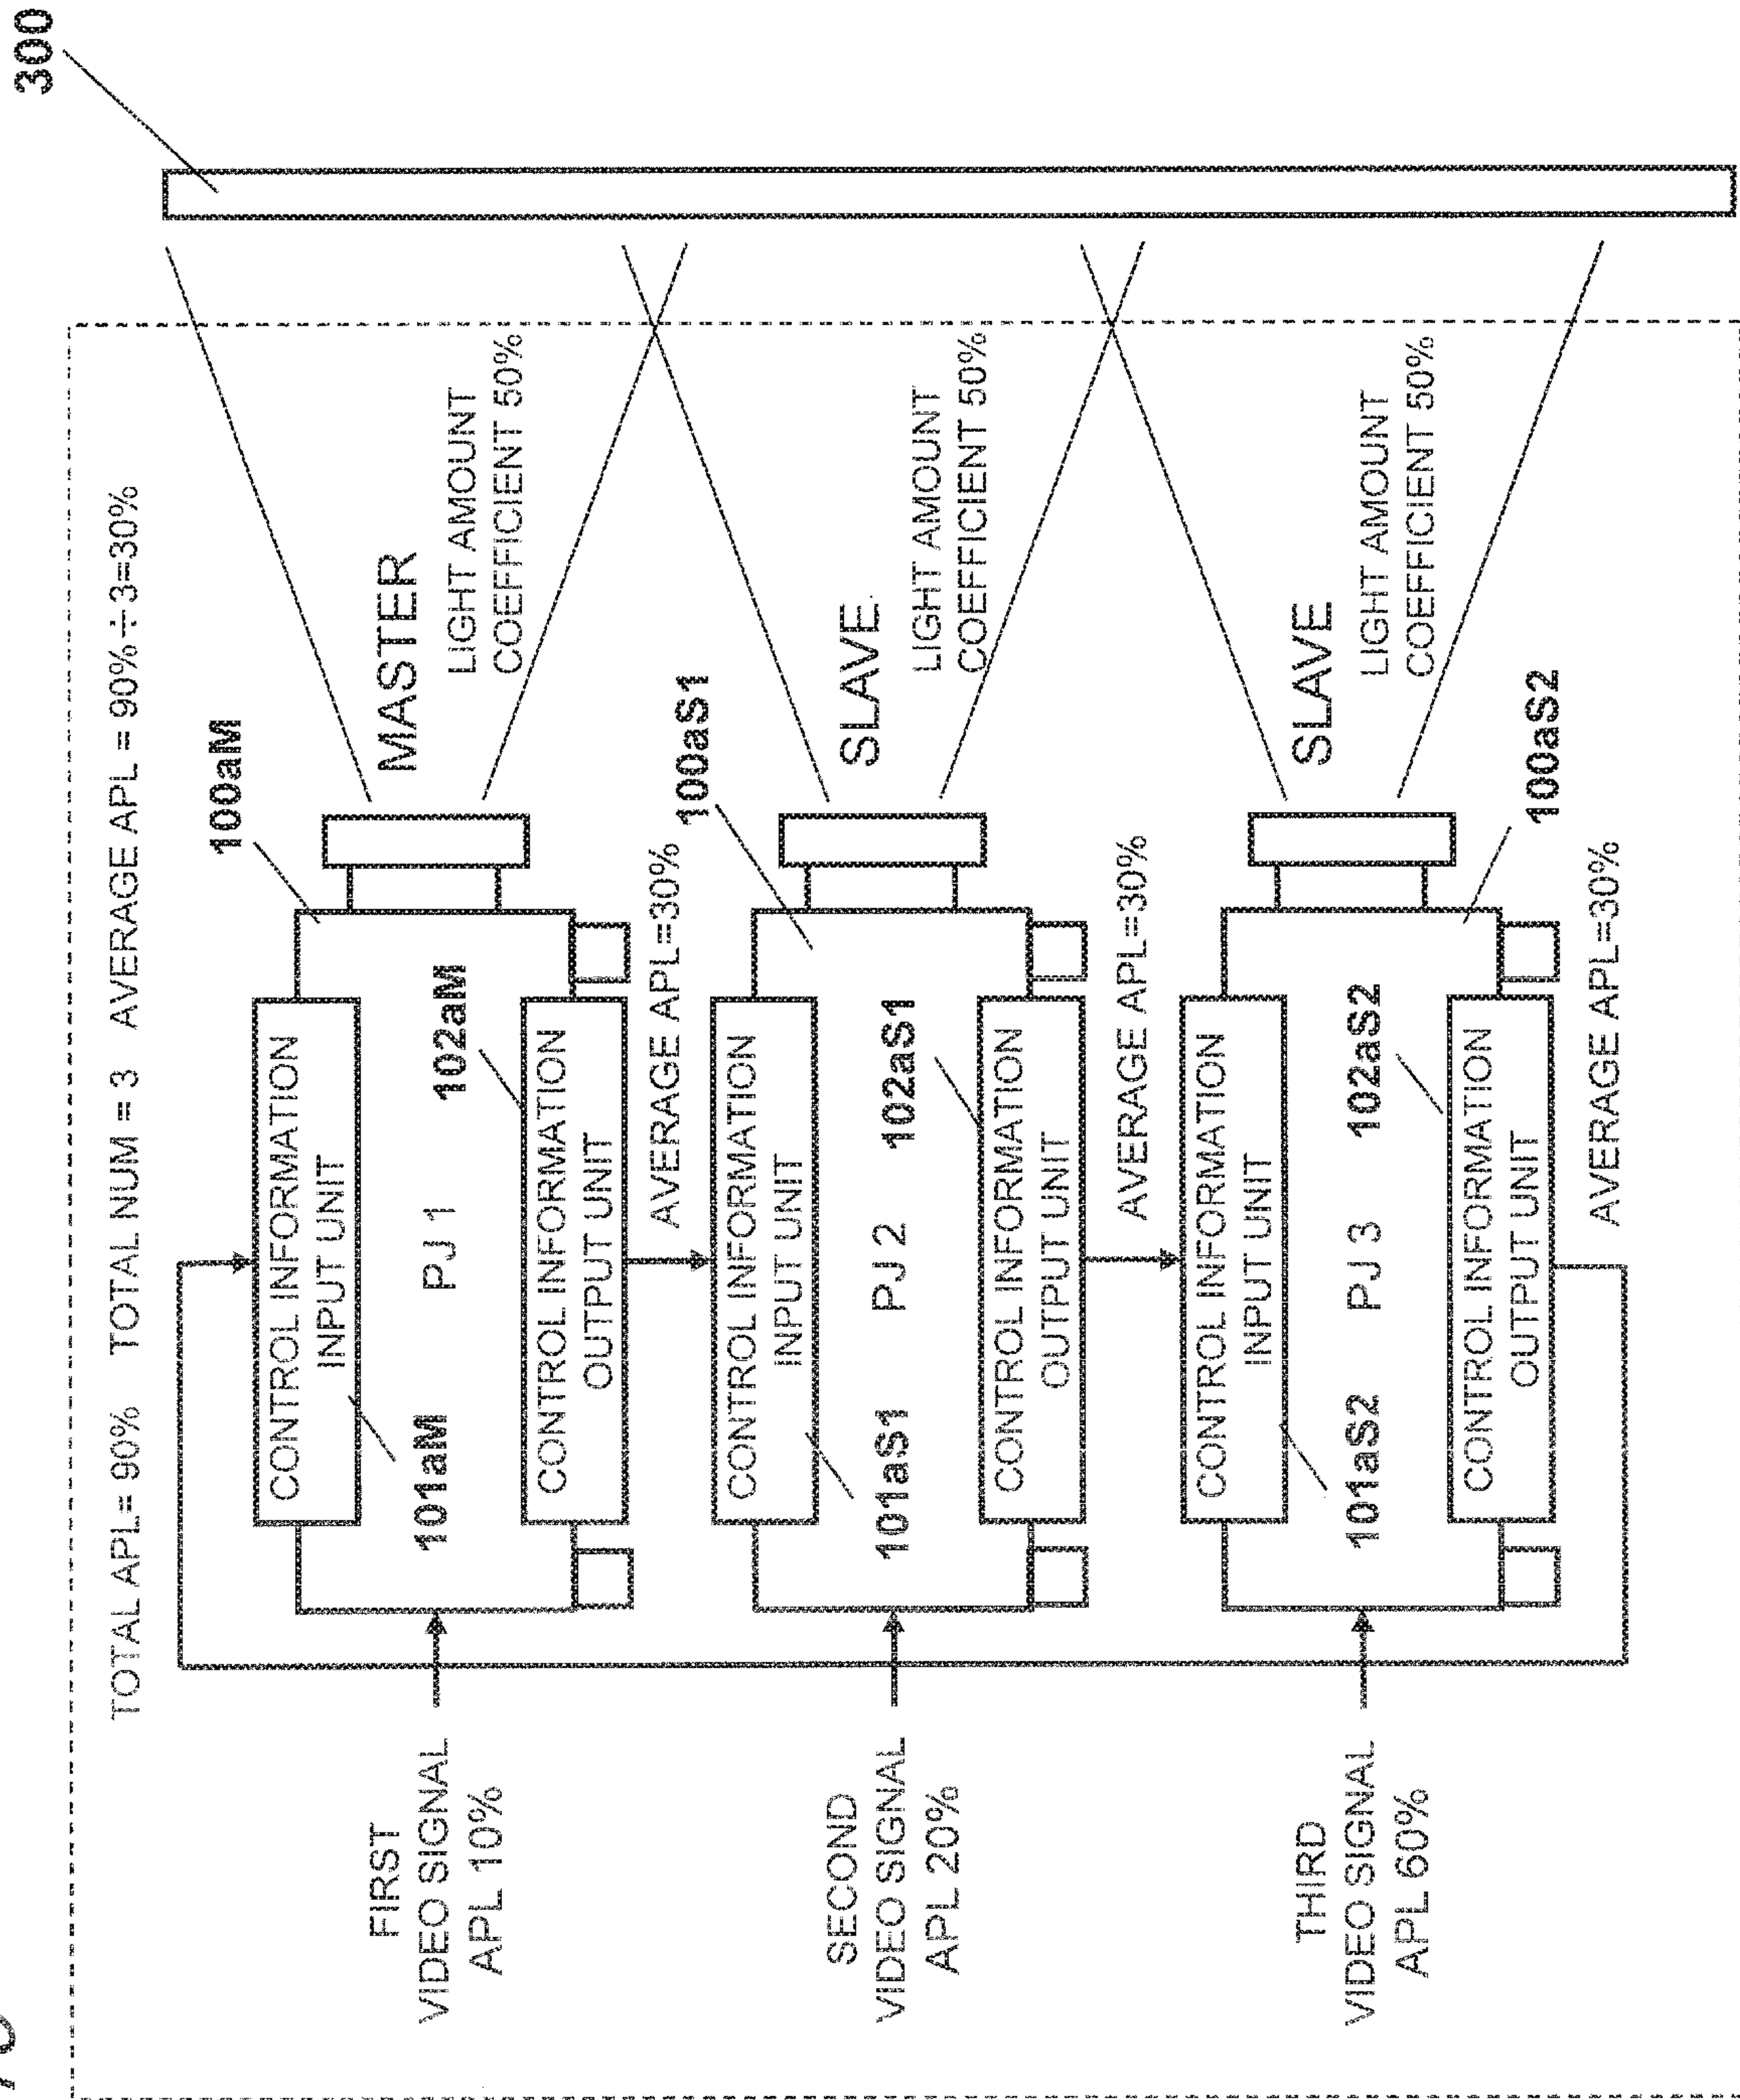 300
TOTAL APL= 90%   TOTAL NUM = 3   AVERAGE APL = 90%÷3=30%
FIRST
VIDEO SIGNAL
APL 10%
CONTROL INFORMATION
INPUT UNIT
101aM
PJ 1
102aM
CONTROL INFORMATION
OUTPUT UNIT
100aM
MASTER
LIGHT AMOUNT
COEFFICIENT 50%
AVERAGE APL=30%
SECOND
VIDEO SIGNAL
APL 20%
CONTROL INFORMATION
INPUT UNIT
101aS1
PJ 2
102aS1
CONTROL INFORMATION
OUTPUT UNIT
100aS1
SLAVE
LIGHT AMOUNT
COEFFICIENT 50%
AVERAGE APL=30%
THIRD
VIDEO SIGNAL
APL 60%
CONTROL INFORMATION
INPUT UNIT
101aS2
PJ 3
102aS2
CONTROL INFORMATION
OUTPUT UNIT
100aS2
SLAVE
LIGHT AMOUNT
COEFFICIENT 50%
AVERAGE APL=30%